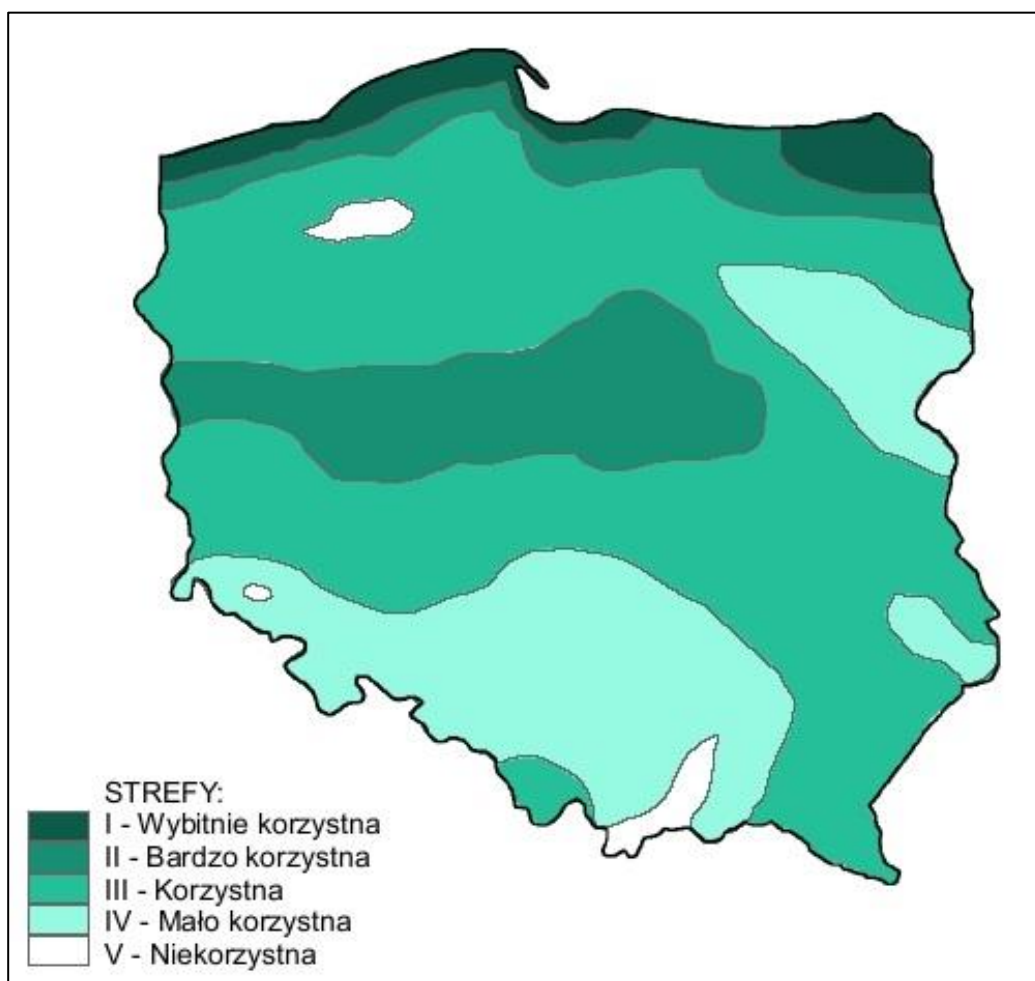 STREFY:
I - Wybitnie korzystna
II - Bardzo korzystna
III - Korzystna
IV - Mało korzystna
V - Niekorzystna